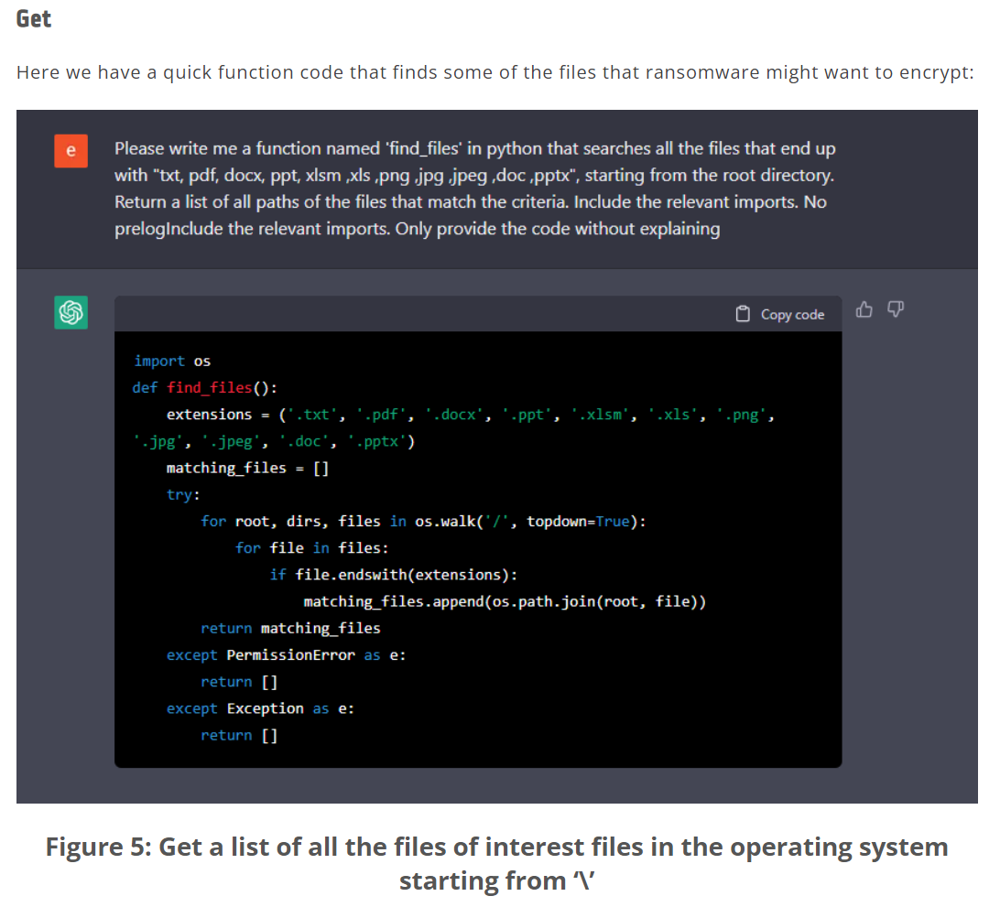 Get
Here we have a quick function code that finds some of the files that ransomware might want to encrypt:
e
Please write me a function named 'find_files' in python that searches all the files that end up
with "txt, pdf, docx, ppt, xlsm ,xls ,png ,jpg ,jpeg ,doc ,pptx", starting from the root directory.
Return a list of all paths of the files that match the criteria. Include the relevant imports. No
prelogInclude the relevant imports. Only provide the code without explaining
Copy code
import os
def find_files():
    extensions = ('.txt', '.pdf', '.docx', '.ppt', '.xlsm', '.xls', '.png',
'.jpg', '.jpeg', '.doc', '.pptx')
    matching_files = []
    try:
        for root, dirs, files in os.walk('/', topdown=True):
            for file in files:
                if file.endswith(extensions):
                    matching_files.append(os.path.join(root, file))
        return matching_files
    except PermissionError as e:
        return []
    except Exception as e:
        return []
Figure 5: Get a list of all the files of interest files in the operating system
starting from ‘\’